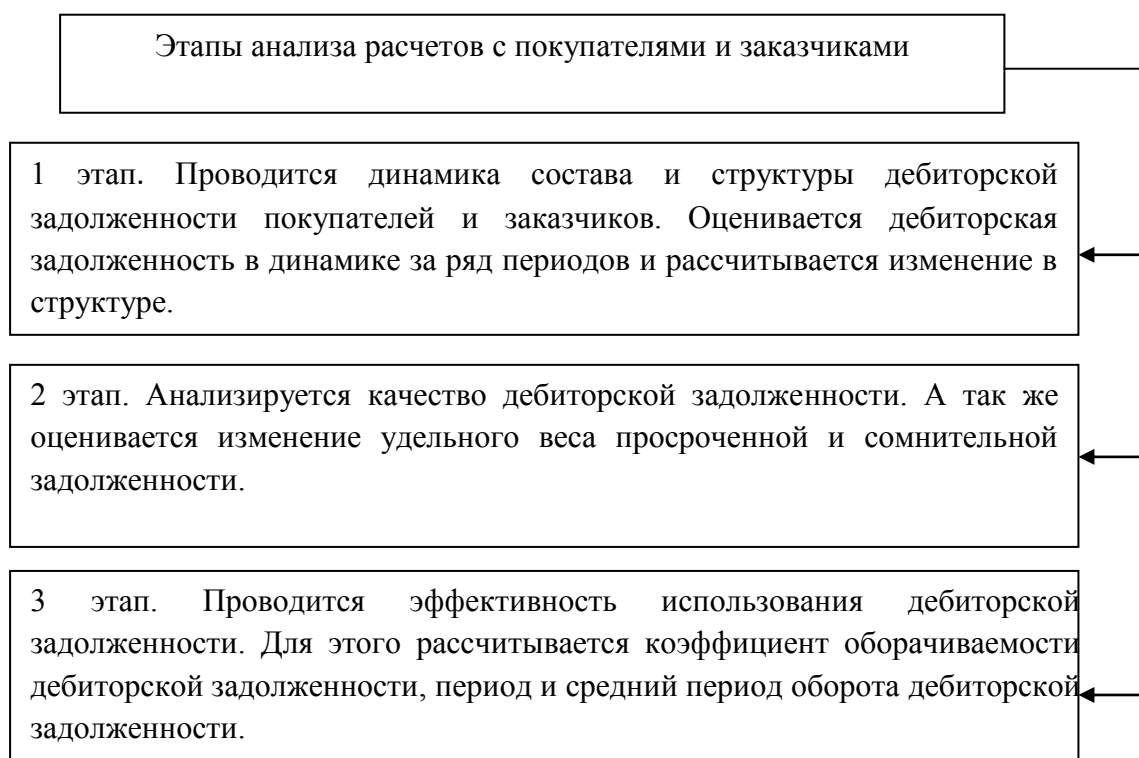 Этапы анализа расчетов с покупателями и заказчиками
1 этап. Проводится динамика состава и структуры дебиторской
задолженности покупателей и заказчиков. Оценивается дебиторская
задолженность в динамике за ряд периодов и рассчитывается изменение в
структуре.
2 этап. Анализируется качество дебиторской задолженности. А так же
оценивается изменение удельного веса просроченной и сомнительной
задолженности.
3 этап. Проводится эффективность использования дебиторской
задолженности. Для этого рассчитывается коэффициент оборачиваемости
дебиторской задолженности, период и средний период оборота дебиторской
задолженности.